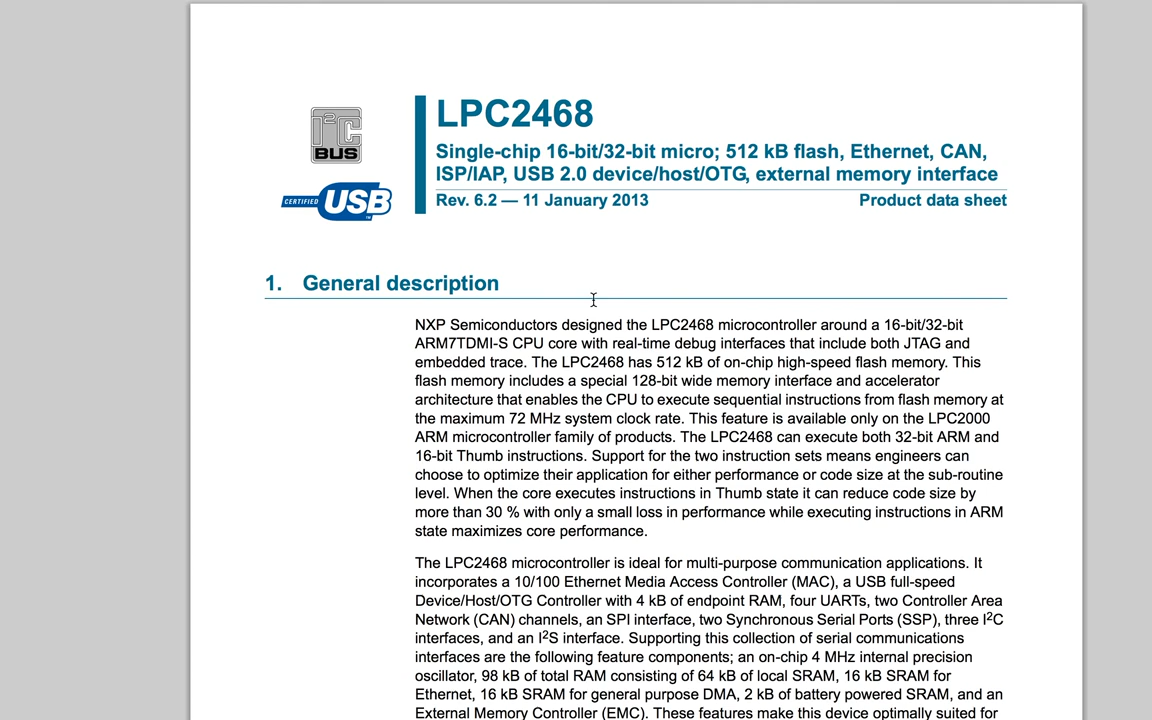 I²C
BUS
CERTIFIED USB
TM
LPC2468
Single-chip 16-bit/32-bit micro; 512 kB flash, Ethernet, CAN,
ISP/IAP, USB 2.0 device/host/OTG, external memory interface
Rev. 6.2 — 11 January 2013 Product data sheet
1. General description
NXP Semiconductors designed the LPC2468 microcontroller around a 16-bit/32-bit
ARM7TDMI-S CPU core with real-time debug interfaces that include both JTAG and
embedded trace. The LPC2468 has 512 kB of on-chip high-speed flash memory. This
flash memory includes a special 128-bit wide memory interface and accelerator
architecture that enables the CPU to execute sequential instructions from flash memory at
the maximum 72 MHz system clock rate. This feature is available only on the LPC2000
ARM microcontroller family of products. The LPC2468 can execute both 32-bit ARM and
16-bit Thumb instructions. Support for the two instruction sets means engineers can
choose to optimize their application for either performance or code size at the sub-routine
level. When the core executes instructions in Thumb state it can reduce code size by
more than 30 % with only a small loss in performance while executing instructions in ARM
state maximizes core performance.
The LPC2468 microcontroller is ideal for multi-purpose communication applications. It
incorporates a 10/100 Ethernet Media Access Controller (MAC), a USB full-speed
Device/Host/OTG Controller with 4 kB of endpoint RAM, four UARTs, two Controller Area
Network (CAN) channels, an SPI interface, two Synchronous Serial Ports (SSP), three I²C
interfaces, and an I²S interface. Supporting this collection of serial communications
interfaces are the following feature components; an on-chip 4 MHz internal precision
oscillator, 98 kB of total RAM consisting of 64 kB of local SRAM, 16 kB SRAM for
Ethernet, 16 kB SRAM for general purpose DMA, 2 kB of battery powered SRAM, and an
External Memory Controller (EMC). These features make this device optimally suited for